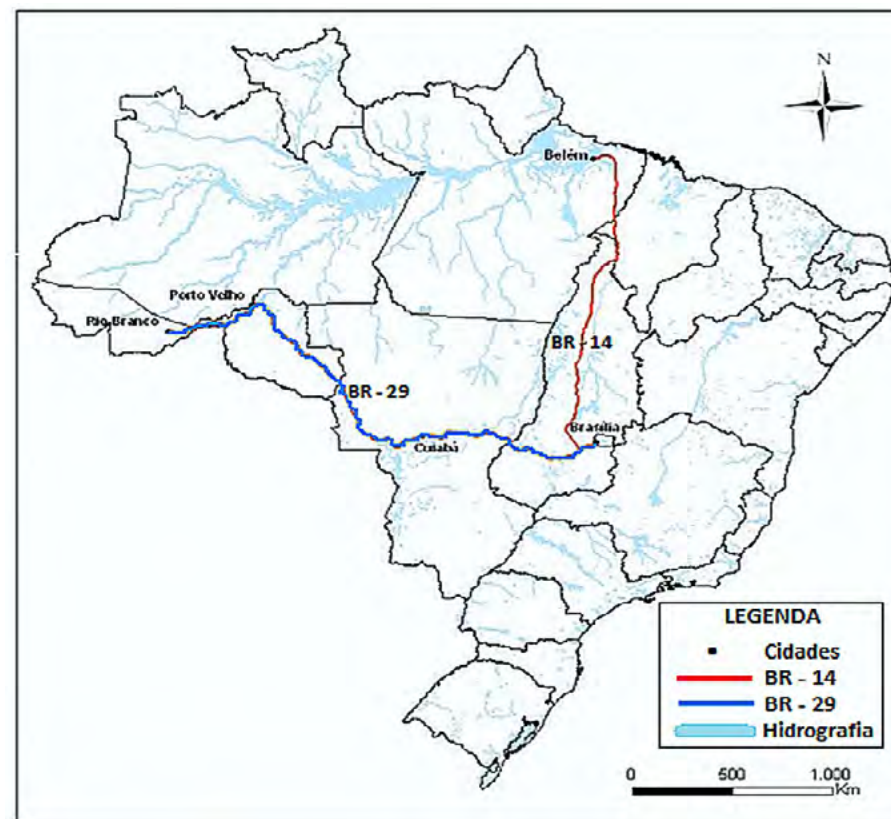 N
Belém
Porto Velho
Rio Branco
BR - 14
BR - 29
Brasília
Cuiabá
LEGENDA
Cidades
BR - 14
BR - 29
Hidrografia
0 500 1.000
Km